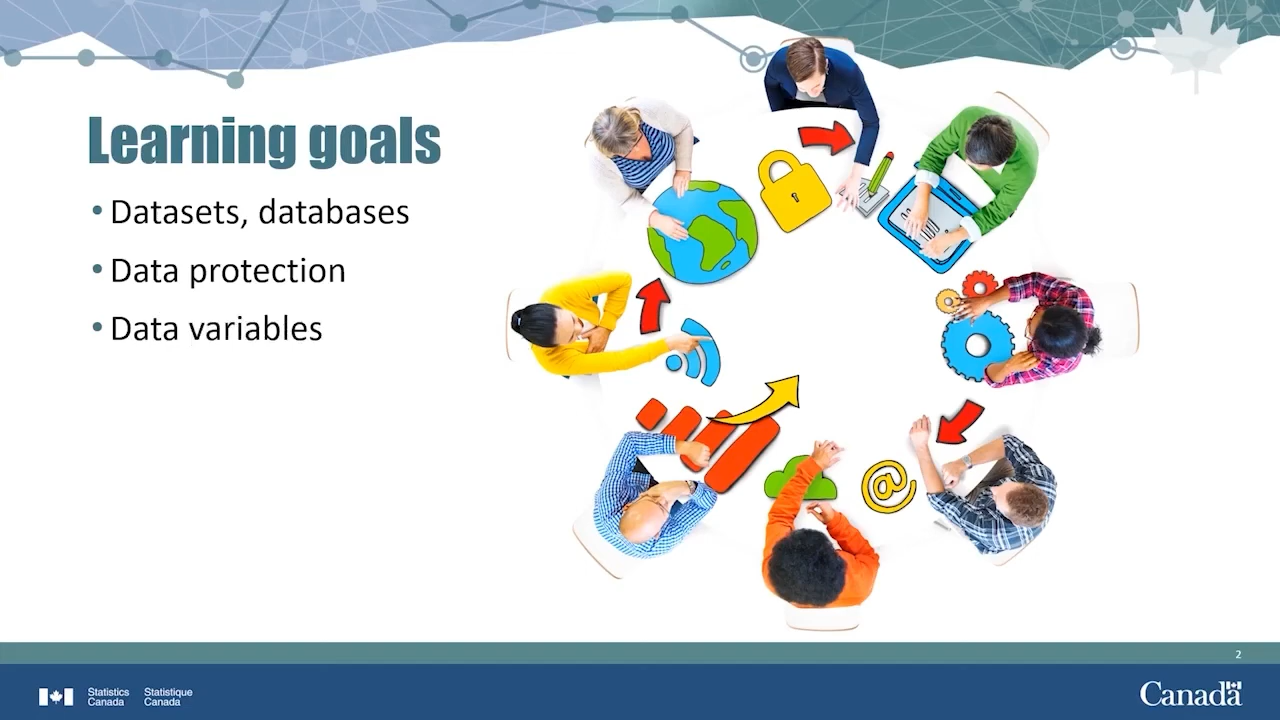 Learning goals
• Datasets, databases
• Data protection
• Data variables
@
2
Statistics Statistique
Canada Canada
Canada